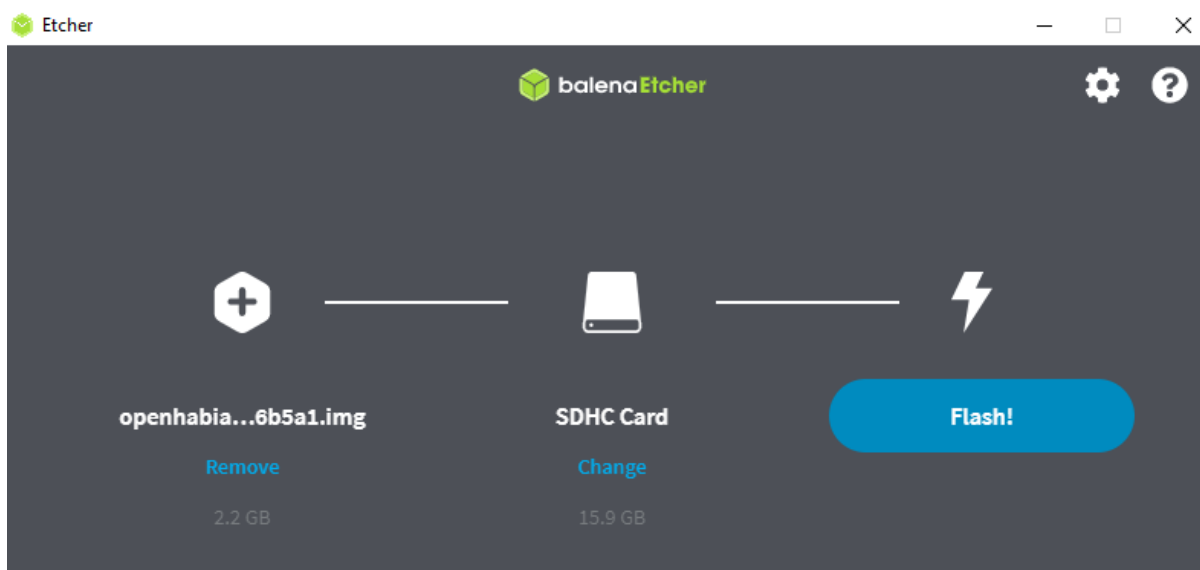 Etcher
balenaEtcher
openhabia...6b5a1.img
SDHC Card
Flash!
Remove
Change
2.2 GB
15.9 GB